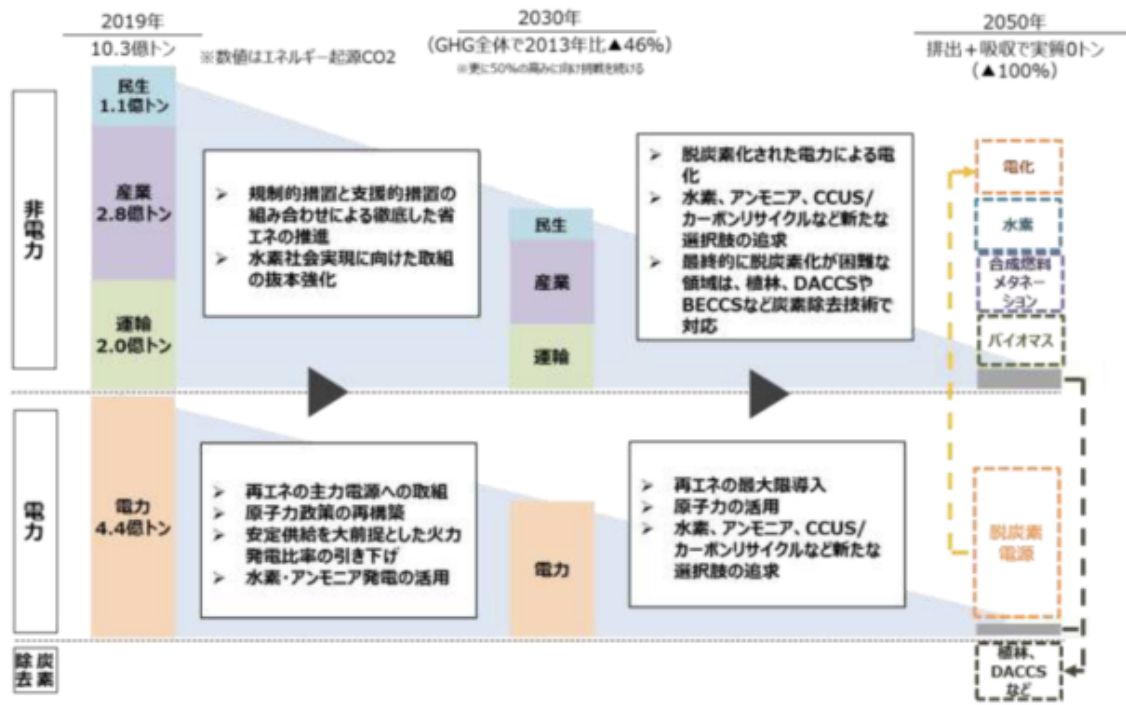 2019年
10.3億トン
※数値はエネルギー起源CO2
2030年
(GHG全体で2013年比▲46%)
※更に50%の高みに向け挑戦を続ける
2050年
排出+吸収で実質0トン
(▲100%)
非電力
民生
1.1億トン
産業
2.8億トン
運輸
2.0億トン
➢ 規制的措置と支援的措置の
組み合わせによる徹底した省
エネの推進
➢ 水素社会実現に向けた取組
の抜本強化
民生
産業
運輸
➢ 脱炭素化された電力による電
化
➢ 水素、アンモニア、CCUS/
カーボンリサイクルなど新たな
選択肢の追求
➢ 最終的に脱炭素化が困難な
領域は、植林、DACCSや
BECCSなど炭素除去技術で
対応
電化
水素
合成燃料
メタネー
ション
バイオマス
電力
電力
4.4億トン
➢ 再エネの主力電源への取組
➢ 原子力政策の再構築
➢ 安定供給を大前提とした火力
発電比率の引き下げ
➢ 水素・アンモニア発電の活用
電力
➢ 再エネの最大限導入
➢ 原子力の活用
➢ 水素、アンモニア、CCUS/
カーボンリサイクルなど新たな
選択肢の追求
脱炭素
電源
炭素
除去
植林、
DACCS
など